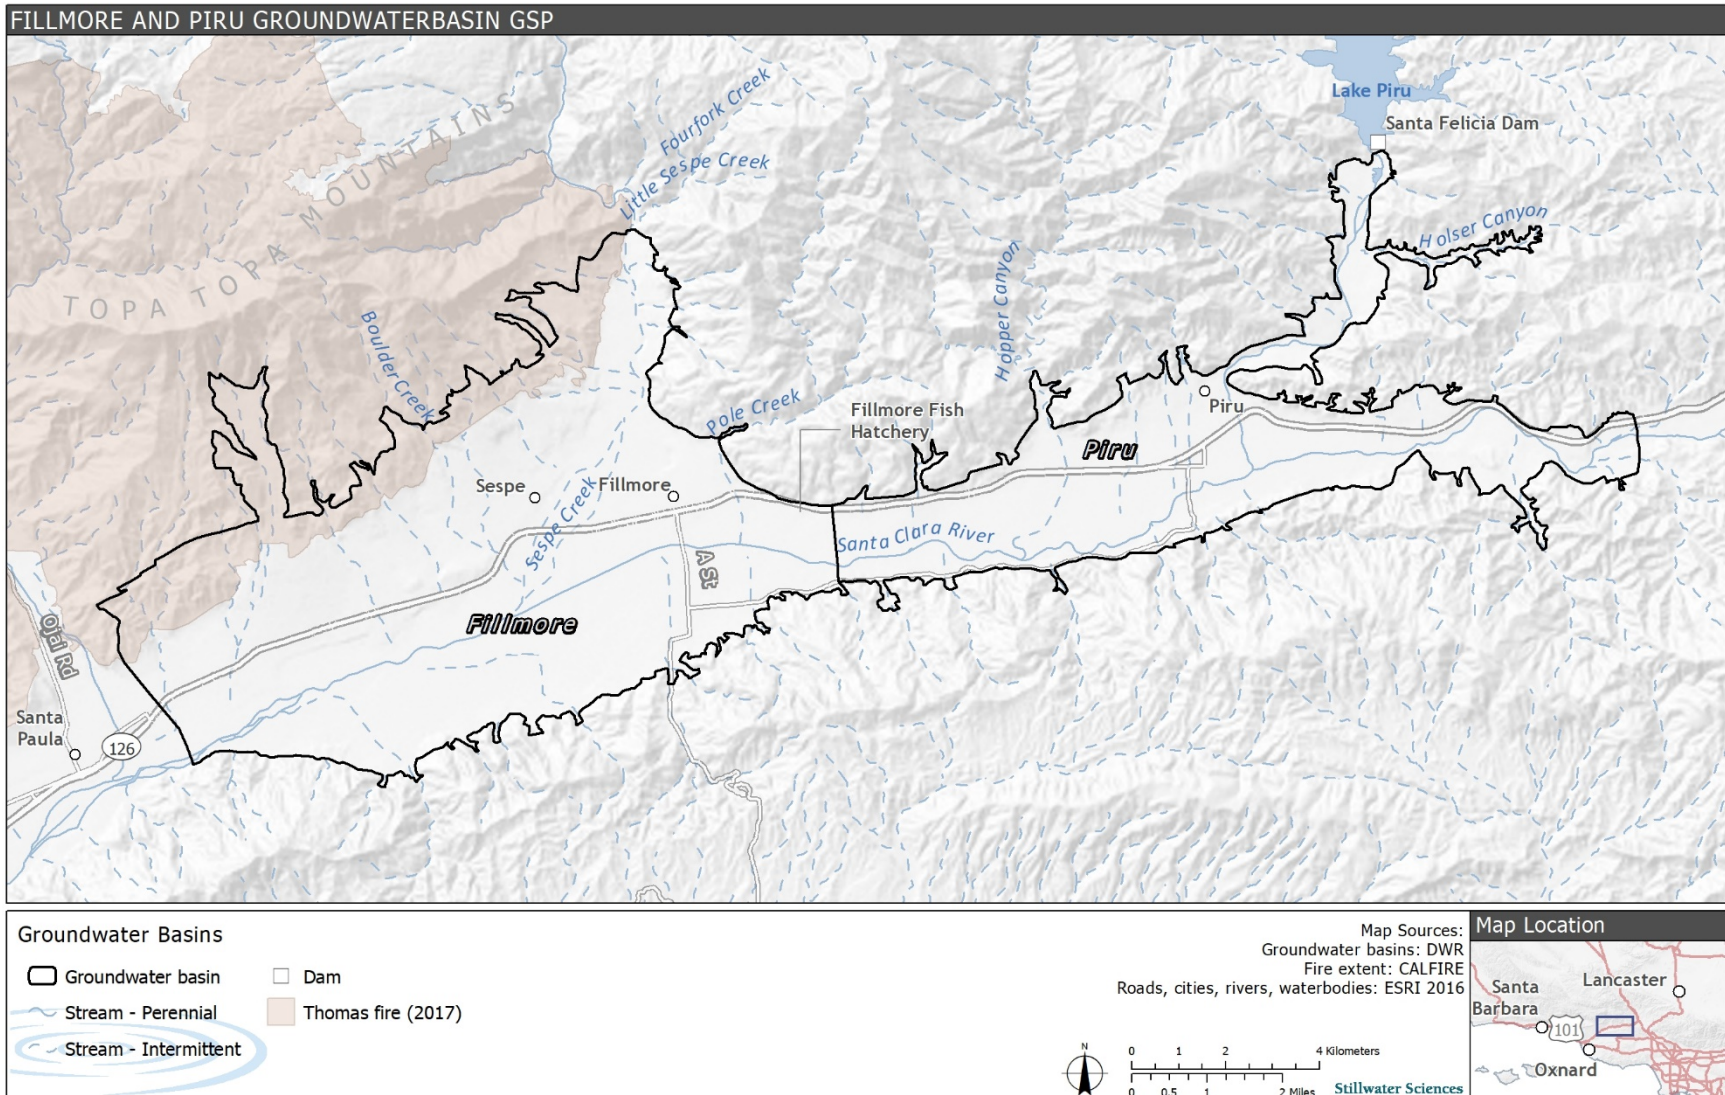 FILLMORE AND PIRU GROUNDWATERBASIN GSP
Lake Piru
Santa Felicia Dam
Fourfork Creek
Little Sespe Creek
TOPA TOPA MOUNTAINS
Holser Canyon
Hopper Canyon
Boulder Creek
Pole Creek
Fillmore Fish
Hatchery
Piru
Piru
Sespe
Fillmore
Sespe Creek
Santa Clara River
A St
Fillmore
Ojai Rd
Santa
Paula
126
Groundwater Basins
Groundwater basin
Stream - Perennial
Stream - Intermittent
Dam
Thomas fire (2017)
Map Sources:
Groundwater basins: DWR
Fire extent: CALFIRE
Roads, cities, rivers, waterbodies: ESRI 2016
N
0 1 2 4 Kilometers
0 0.5 1 2 Miles
Stillwater Sciences
Map Location
Santa
Barbara
Lancaster
101
Oxnard